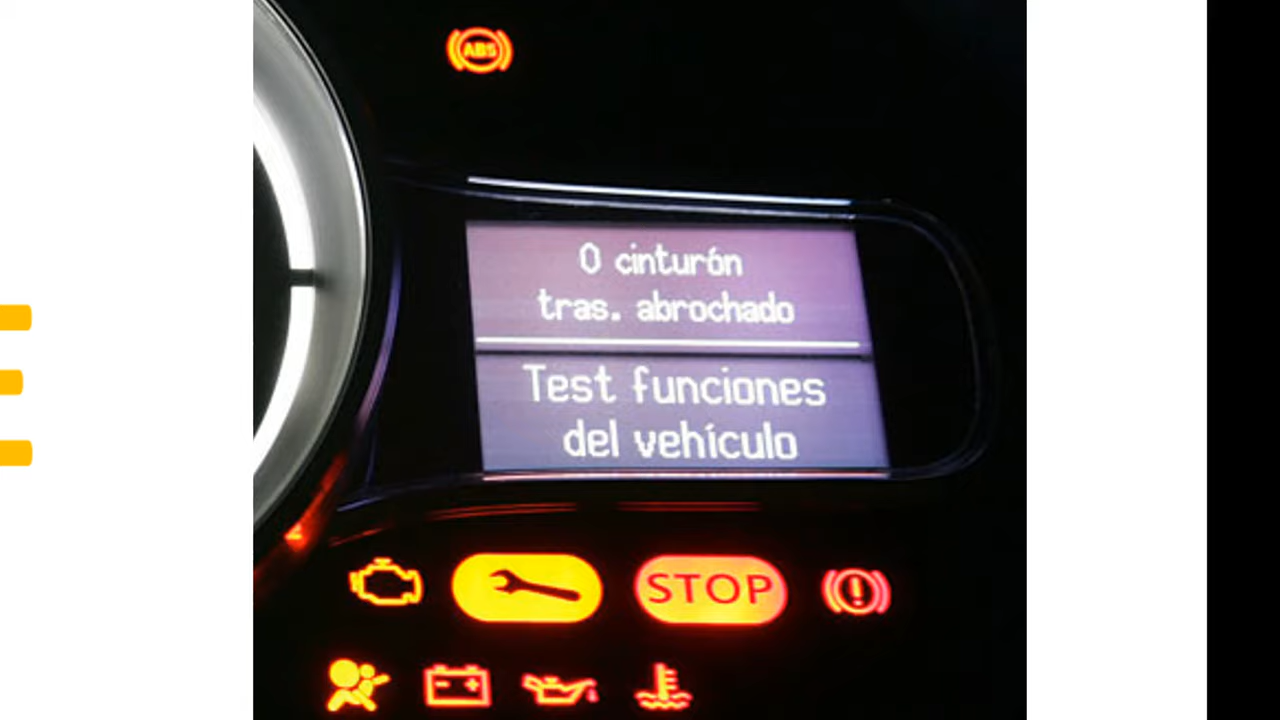 ABS
0 cinturón
tras. abrochado
Test funciones
del vehículo
STOP